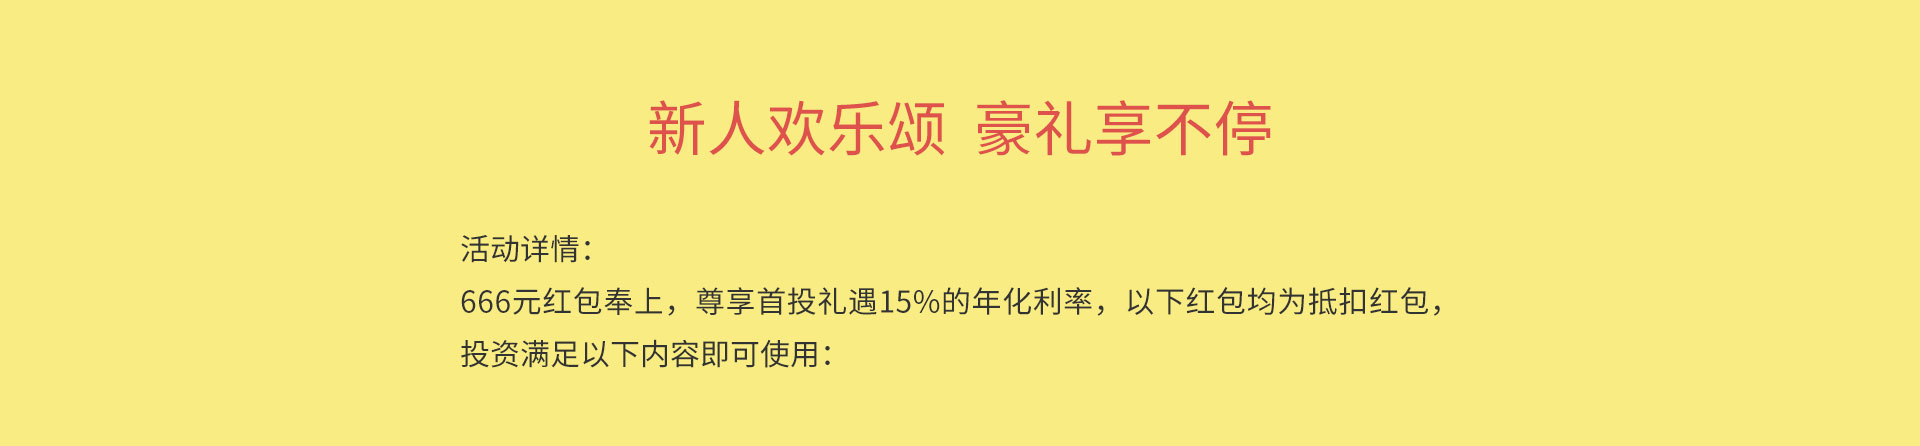 新人欢乐颂 豪礼享不停
活动详情：
666元红包奉上，尊享首投礼遇15%的年化利率，以下红包均为抵扣红包，
投资满足以下内容即可使用：